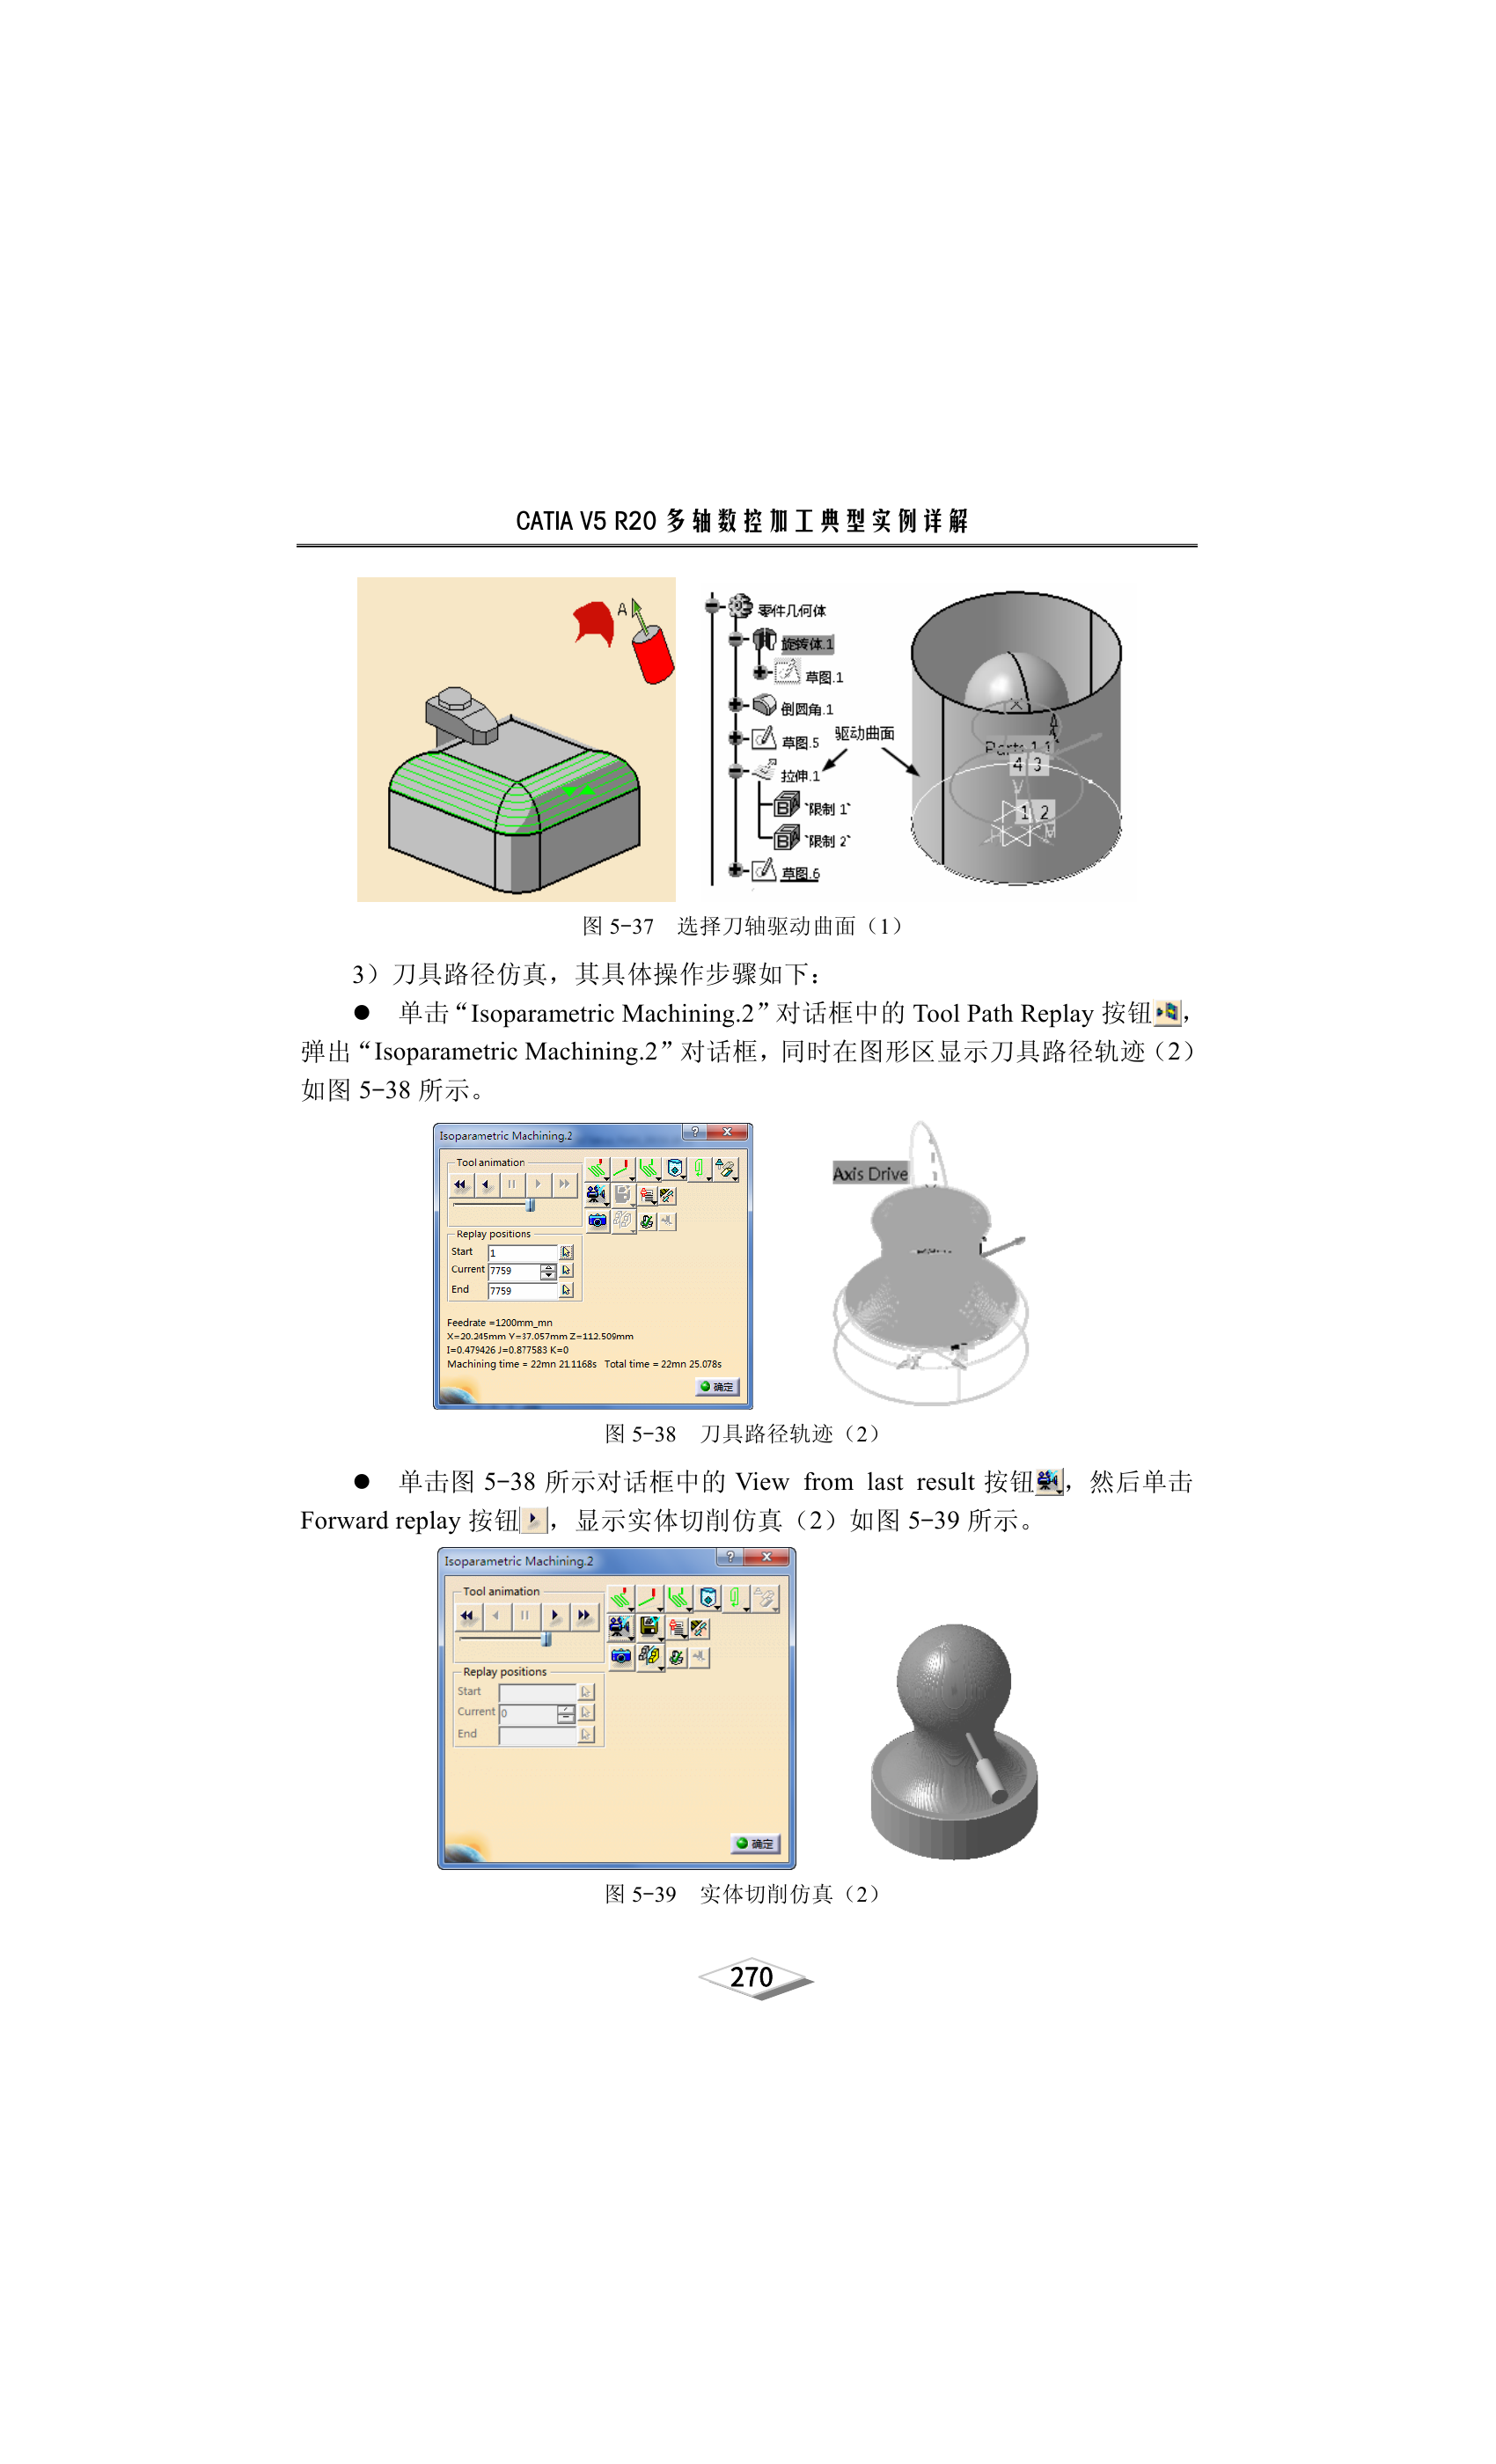 CATIA V5 R20 多轴数控加工典型实例详解
A
零件几何体
旋转体.1
草图.1
倒圆角.1
草图.5
驱动曲面
拉伸.1
`限制 1`
`限制 2`
草图.6
X
4 3
V
1 2
图 5-37 选择刀轴驱动曲面（1）
3）刀具路径仿真，其具体操作步骤如下：
● 单击“Isoparametric Machining.2”对话框中的 Tool Path Replay 按钮，
弹出“Isoparametric Machining.2”对话框，同时在图形区显示刀具路径轨迹（2）
如图 5-38 所示。
Isoparametric Machining.2
Tool animation
Replay positions
Start 1
Current 7759
End 7759
Feedrate =1200mm_mn
X=20.245mm Y=37.057mm Z=112.509mm
I=0.479426 J=0.877583 K=0
Machining time = 22mn 21.1168s Total time = 22mn 25.078s
确定
Axis Drive
图 5-38 刀具路径轨迹（2）
● 单击图 5-38 所示对话框中的 View from last result 按钮，然后单击
Forward replay 按钮，显示实体切削仿真（2）如图 5-39 所示。
Isoparametric Machining.2
Tool animation
Replay positions
Start
Current 0
End
确定
图 5-39 实体切削仿真（2）
270